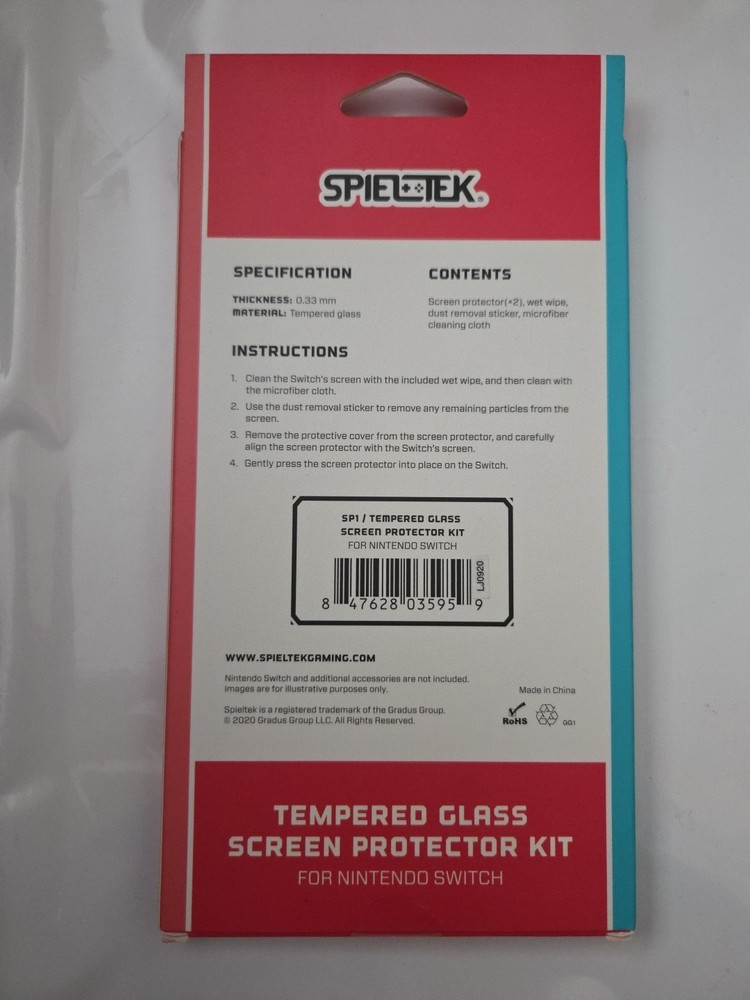 SPIELTEK®
SPECIFICATION
THICKNESS: 0.33 mm
MATERIAL: Tempered glass
CONTENTS
Screen protector(×2), wet wipe,
dust removal sticker, microfiber
cleaning cloth
INSTRUCTIONS
1. Clean the Switch's screen with the included wet wipe, and then clean with
the microfiber cloth.
2. Use the dust removal sticker to remove any remaining particles from the
screen.
3. Remove the protective cover from the screen protector, and carefully
align the screen protector with the Switch's screen.
4. Gently press the screen protector into place on the Switch.
SP1 / TEMPERED GLASS
SCREEN PROTECTOR KIT
FOR NINTENDO SWITCH
LJ0920
8 47628 03595 9
WWW.SPIELTEKGAMING.COM
Nintendo Switch and additional accessories are not included.
Images are for illustrative purposes only.
Spieltek is a registered trademark of the Gradus Group.
© 2020 Gradus Group LLC. All Rights Reserved.
Made in China
RoHS
GG1
TEMPERED GLASS
SCREEN PROTECTOR KIT
FOR NINTENDO SWITCH